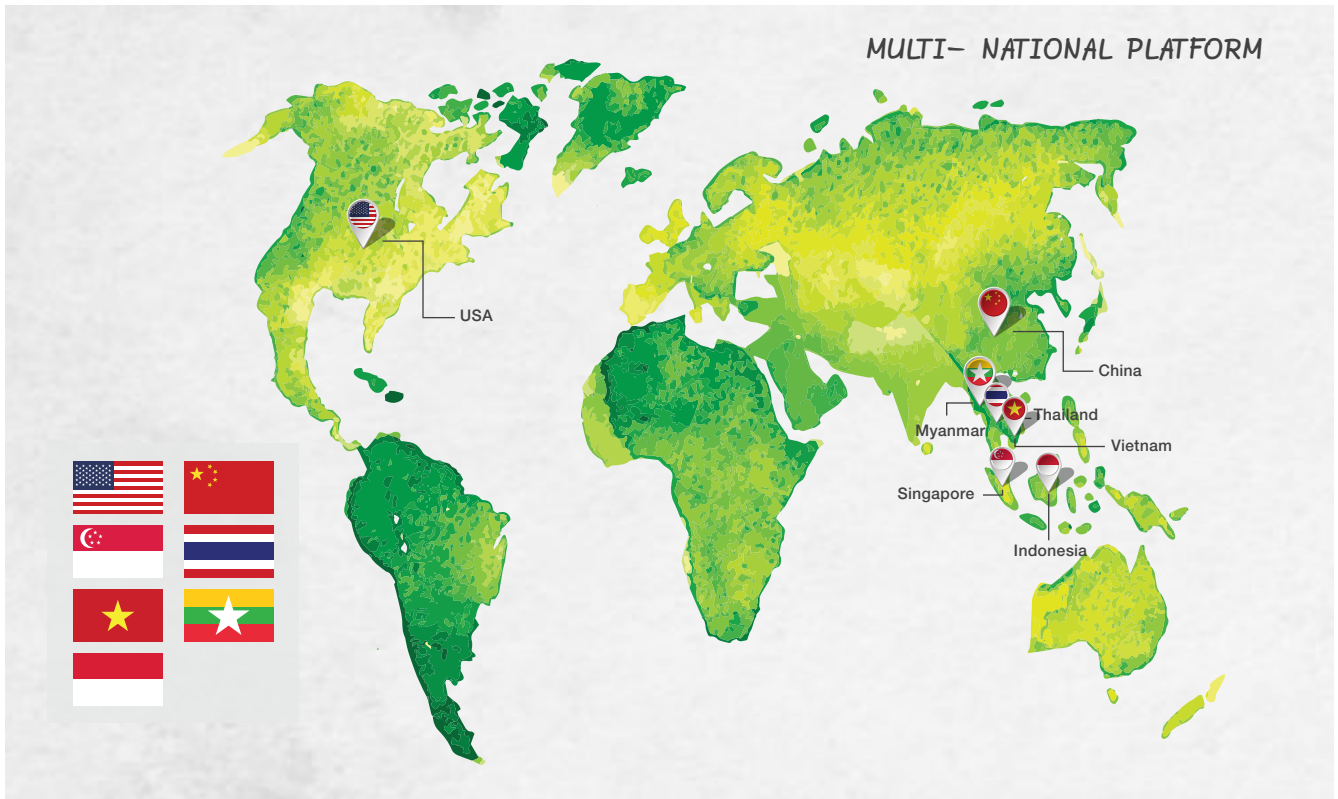 MULTI- NATIONAL PLATFORM
USA
China
Thailand
Myanmar
Vietnam
Singapore
Indonesia